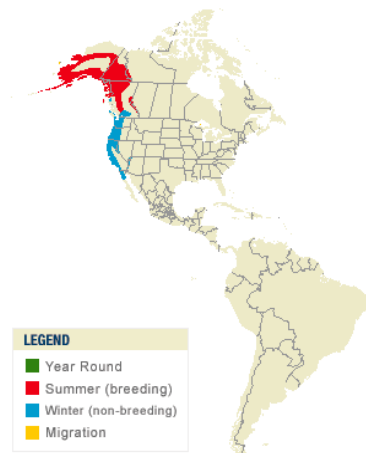 LEGEND
Year Round
Summer (breeding)
Winter (non-breeding)
Migration